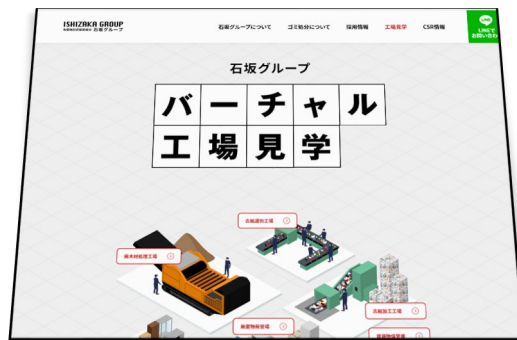 ISHIZAKA GROUP
石坂グループ
石坂グループについて
ゴミ処分について
採用情報
工場見学
CSR情報
LINEで
お問い合わ
石坂グループ
バーチャル
工場見学
古紙選別工場
廃木材処理工場
古紙加工工場
廃棄物保管場